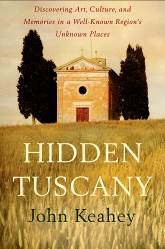 Discovering Art, Culture, and
Memories in a Well-Known Region's
Unknown Places
HIDDEN
TUSCANY
John Keahey